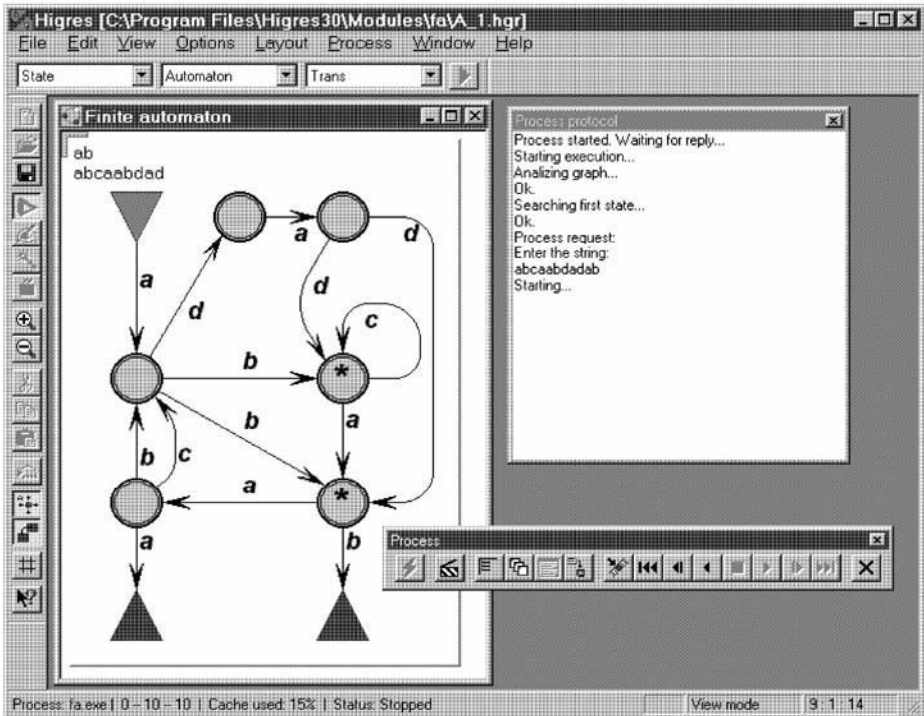 Higres [C:\Program Files\Higres30\Modules\fa\A_1.hgr]
File Edit View Options Layout Process Window Help
State Automaton Trans
Finite automaton
ab
abcaabdad
a
d
a
d
d
c
b
b
a
b
c
a
a
b
*
*
Process protocol
Process started. Waiting for reply...
Starting execution...
Analizing graph...
Ok.
Searching first state...
Ok.
Process request:
Enter the string:
abcaabdadab
Starting...
Process
Process: fa.exe | 0 -- 10 -- 10 | Cache used: 15% | Status: Stopped
View mode
9 : 1 : 14